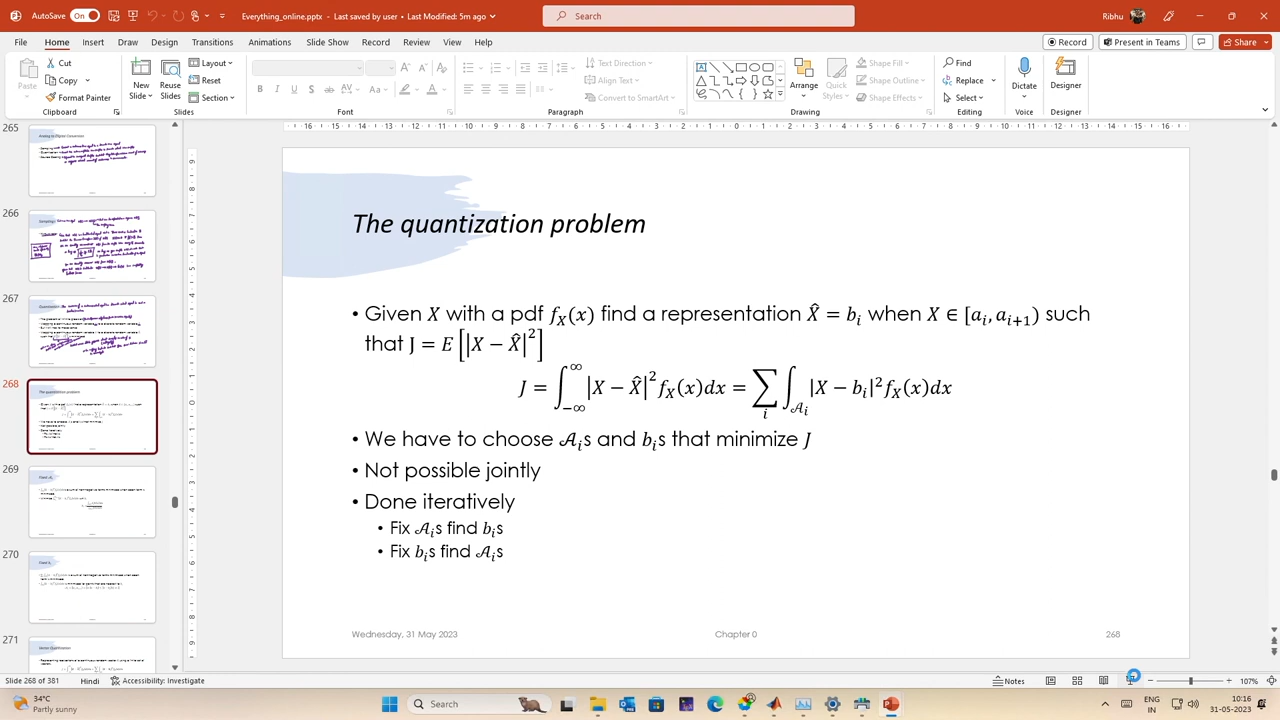 AutoSave On Everything_online.pptx • Last saved by user • Last Modified: 5m ago Search Ribhu
File Home Insert Draw Design Transitions Animations Slide Show Record Review View Help Record Present in Teams Share
Paste Cut Copy Format Painter New Slide Reuse Slides Layout Reset Section Text Direction Align Text Convert to SmartArt Arrange Quick Styles Shape Fill Shape Outline Shape Effects Find Replace Select Dictate Designer
Clipboard Slides Font Paragraph Drawing Editing Voice Designer
265
266
267
268
269
270
271
The quantization problem
• Given X with a pdf f_X(x) find a representation X̂ = b_i when X ∈ [a_i, a_{i+1}) such
that J = E[|X − X̂|²]
J = ∫_{−∞}^{∞} |X − X̂|² f_X(x)dx = ∑_i ∫_{𝒜_i} |X − b_i|² f_X(x)dx
• We have to choose 𝒜_is and b_is that minimize J
• Not possible jointly
• Done iteratively
• Fix 𝒜_is find b_is
• Fix b_is find 𝒜_is
Wednesday, 31 May 2023 Chapter 0 268
Slide 268 of 381 Hindi Accessibility: Investigate Notes 107%
34°C
Partly sunny
Search
ENG
IN
10:16
31-05-2023